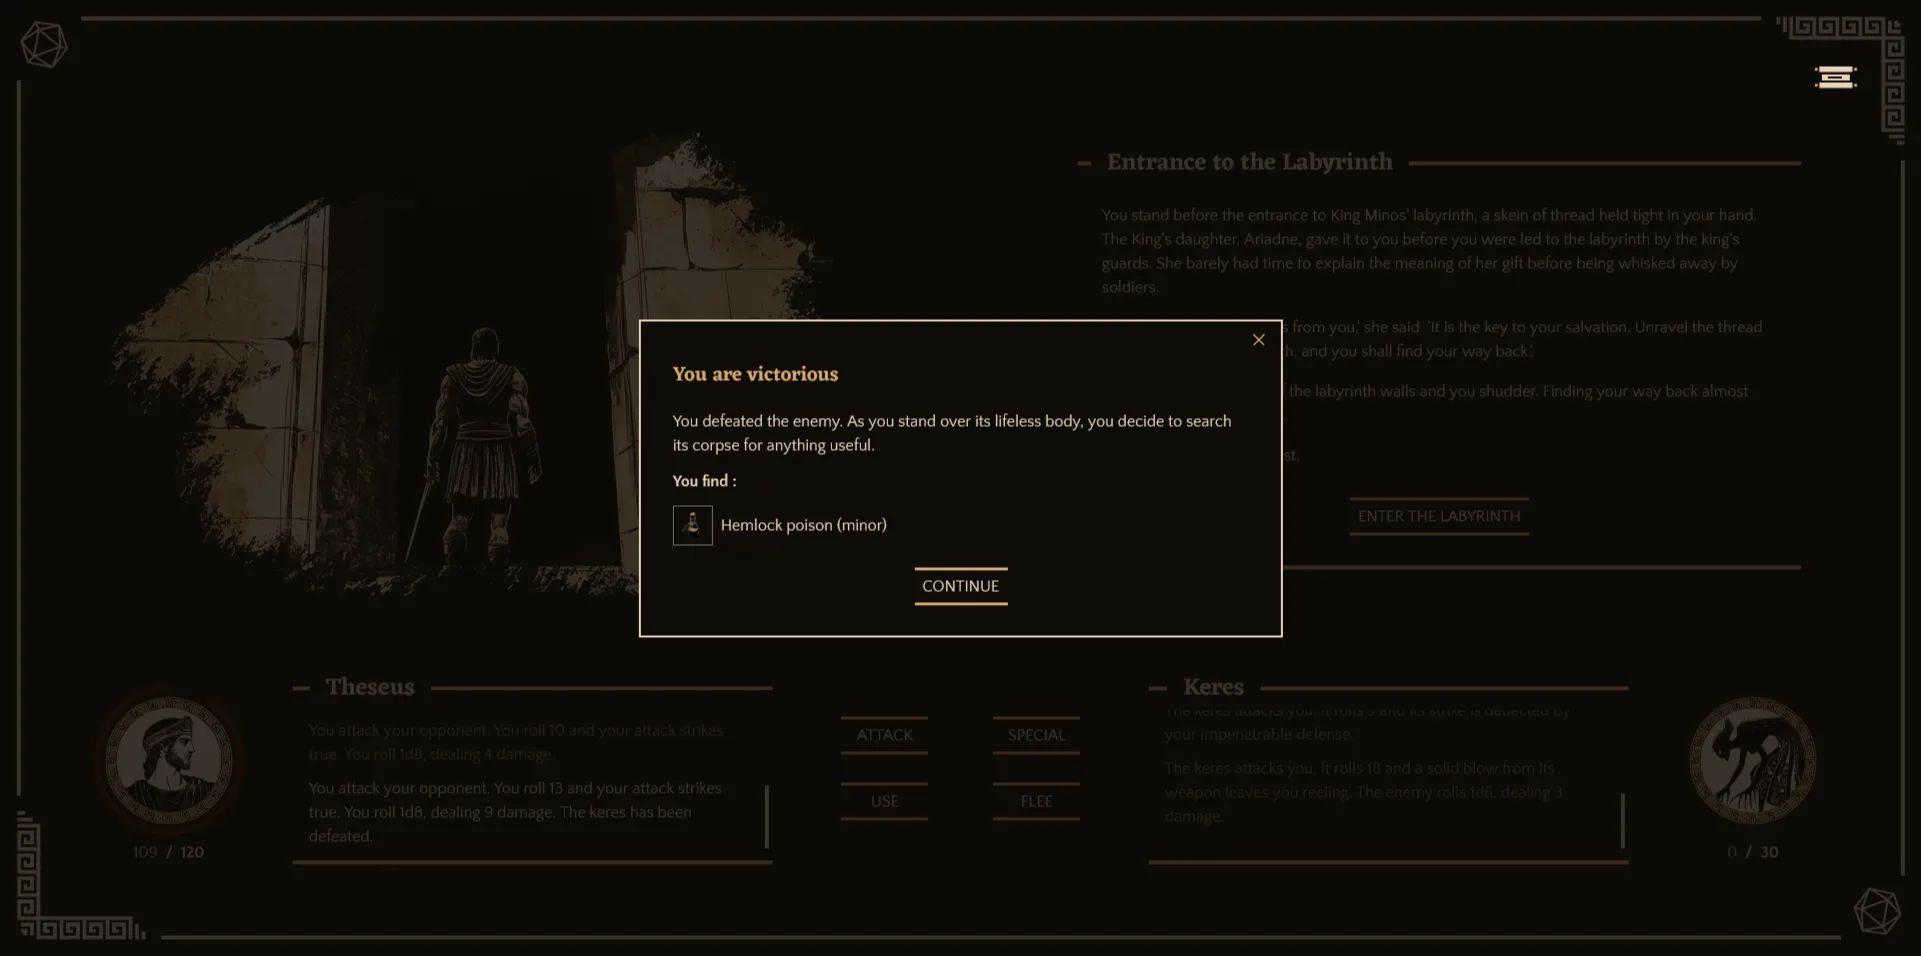 Entrance to the Labyrinth
You stand before the entrance to King Minos' labyrinth, a skein of thread held tight in your hand.
The King's daughter, Ariadne, gave it to you before you were led to the labyrinth by the king's
guards. She barely had time to explain the meaning of her gift before being whisked away by
soldiers.
from you,' she said. 'It is the key to your salvation. Unravel the thread
and you shall find your way back.'
the labyrinth walls and you shudder. Finding your way back almost
ENTER THE LABYRINTH
You are victorious
You defeated the enemy. As you stand over its lifeless body, you decide to search
its corpse for anything useful.
You find :
Hemlock poison (minor)
CONTINUE
Theseus
You attack your opponent. You roll 10 and your attack strikes
true. You roll 1d8, dealing 4 damage.
You attack your opponent. You roll 13 and your attack strikes
true. You roll 1d8, dealing 9 damage. The keres has been
defeated.
109 / 120
ATTACK
SPECIAL
USE
FLEE
Keres
The keres attacks you. It rolls 5 and its strike is deflected by
your impenetrable defense.
The keres attacks you. It rolls 18 and a solid blow from its
weapon leaves you reeling. The enemy rolls 1d6, dealing 3
damage.
0 / 30